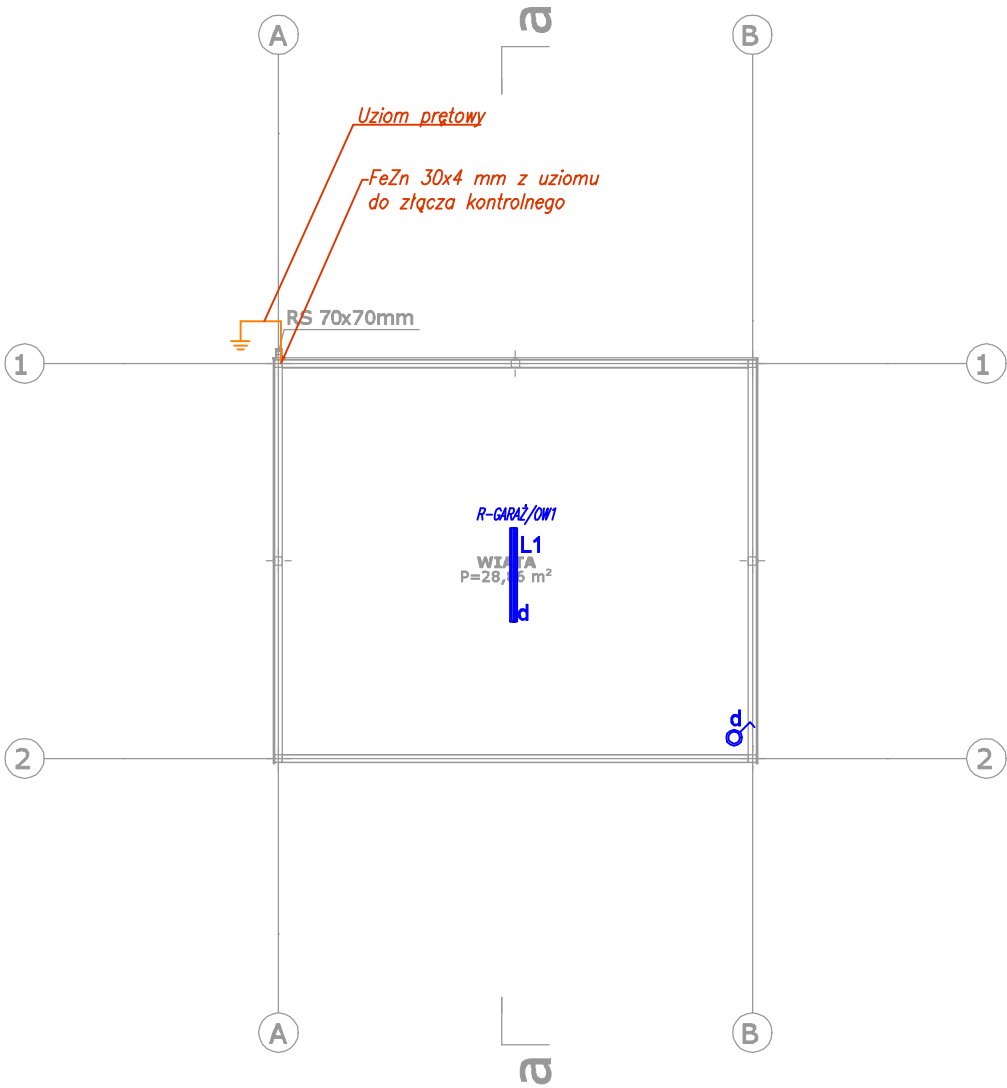 a
A
B
Uziom prętowy
FeZn 30x4 mm z uziomu
do złącza kontrolnego
RS 70x70mm
1
1
R-GARAŻ/OW1
L1
WIATA
P=28,86 m²
d
d
2
2
A
B
a